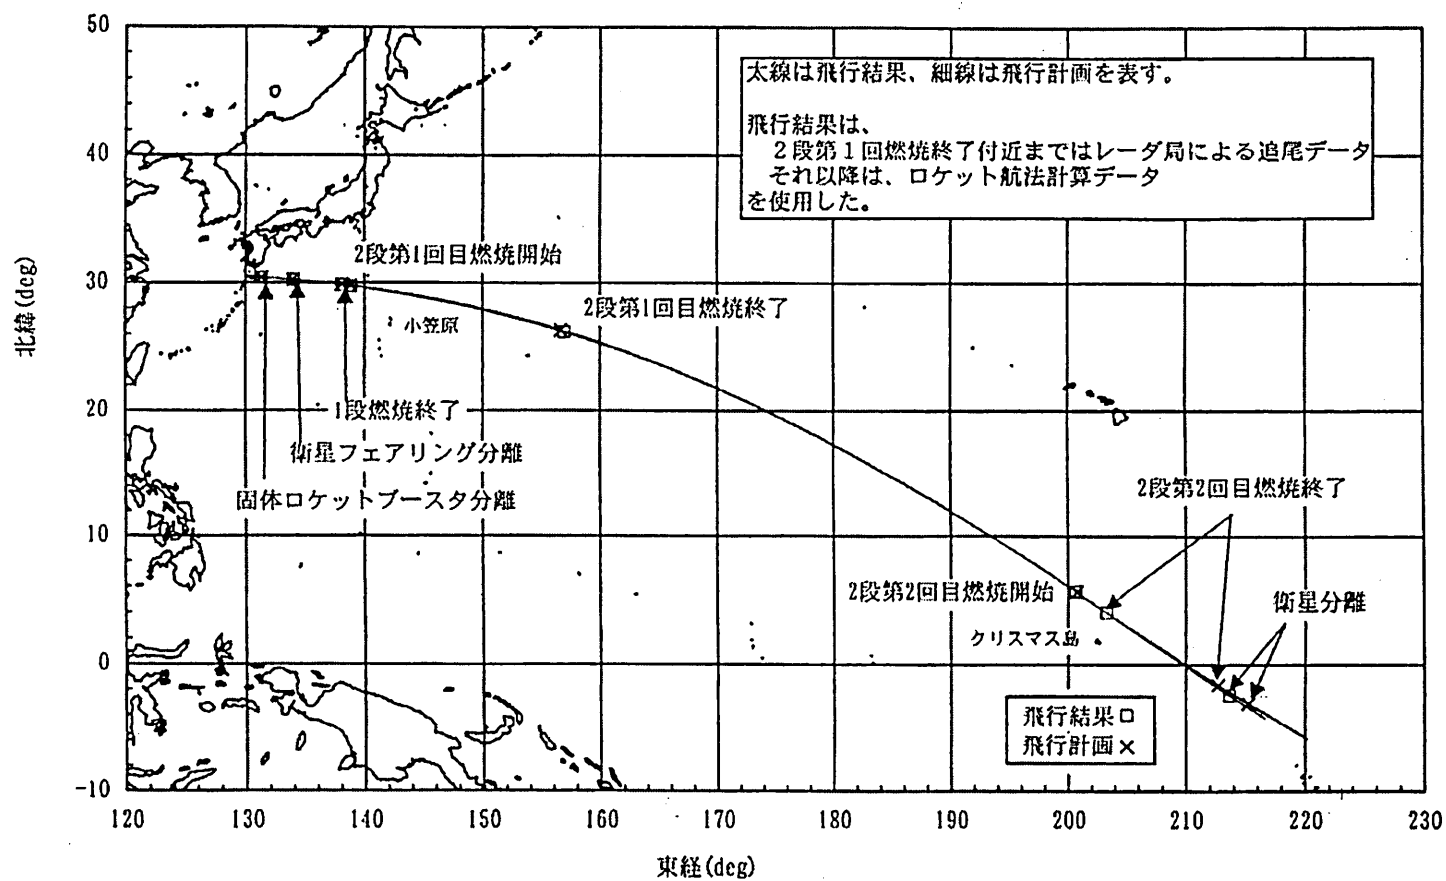 50
40
30
20
10
0
-10
北緯(deg)
太線は飛行結果、細線は飛行計画を表す。
飛行結果は、
２段第１回燃焼終了付近まではレーダ局による追尾データ
それ以降は、ロケット航法計算データ
を使用した。
2段第1回目燃焼開始
2段第1回目燃焼終了
小笠原
1段燃焼終了
衛星フェアリング分離
固体ロケットブースタ分離
2段第2回目燃焼終了
2段第2回目燃焼開始
衛星分離
クリスマス島
飛行結果□
飛行計画×
120 130 140 150 160 170 180 190 200 210 220 230
東経(deg)